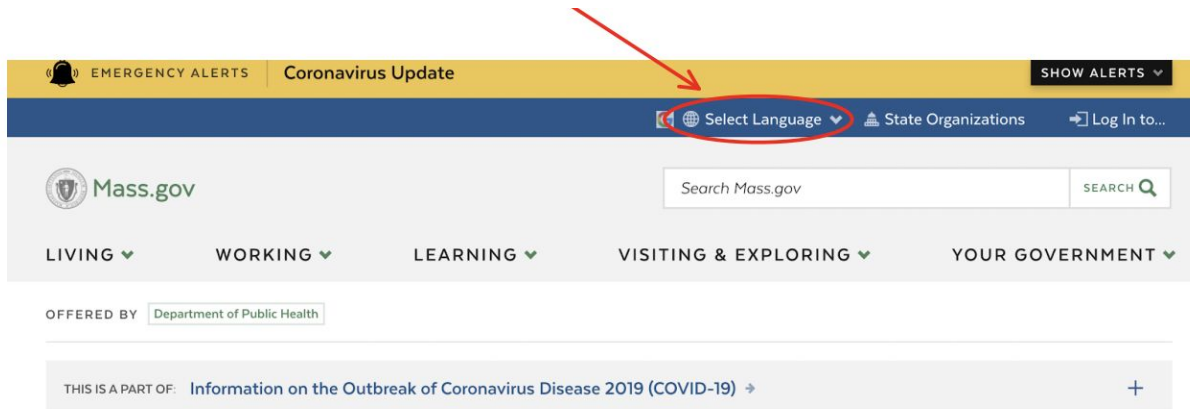 EMERGENCY ALERTS Coronavirus Update SHOW ALERTS
Select Language State Organizations Log In to...
Mass.gov Search Mass.gov SEARCH
LIVING WORKING LEARNING VISITING & EXPLORING YOUR GOVERNMENT
OFFERED BY Department of Public Health
THIS IS A PART OF: Information on the Outbreak of Coronavirus Disease 2019 (COVID-19)